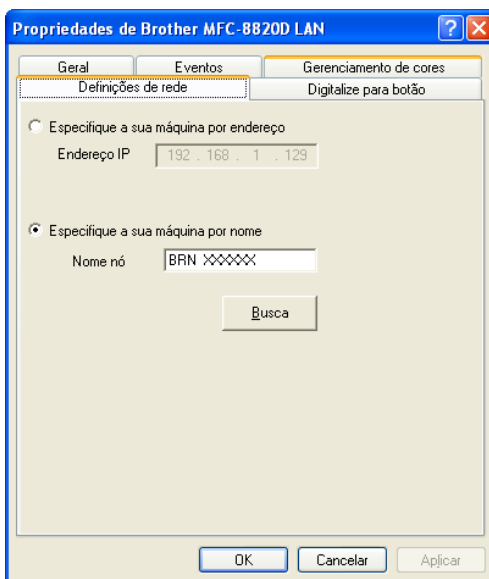 Propriedades de Brother MFC-8820D LAN
Geral Eventos Gerenciamento de cores
Definições de rede Digitalize para botão
Especifique a sua máquina por endereço
Endereço IP 192 . 168 . 1 . 129
Especifique a sua máquina por nome
Nome nó BRN XXXXXX
Busca
OK Cancelar Aplicar